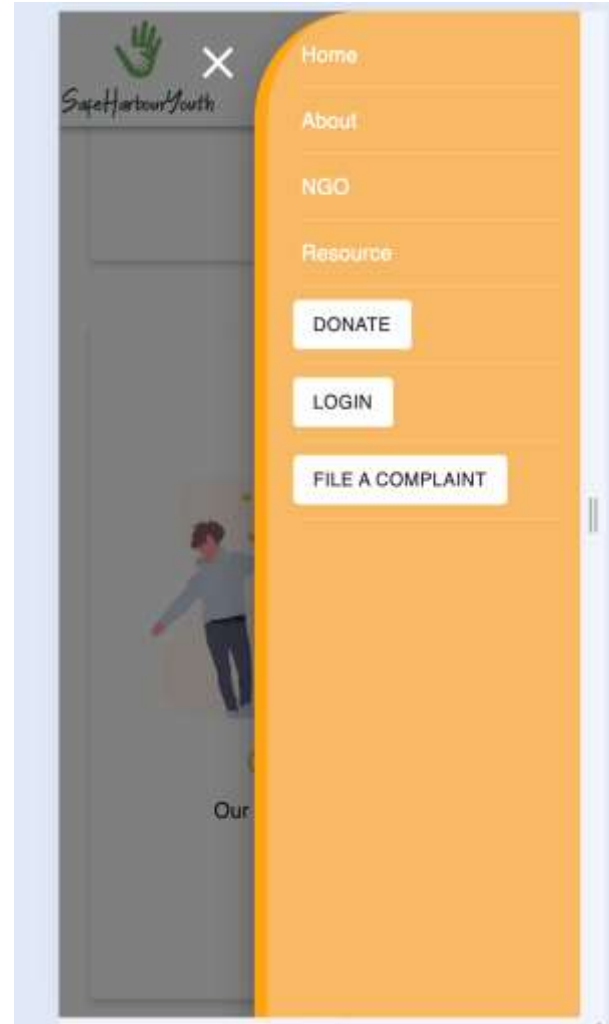 SafeHarbourYouth
Home
About
NGO
Resource
DONATE
LOGIN
FILE A COMPLAINT
Our